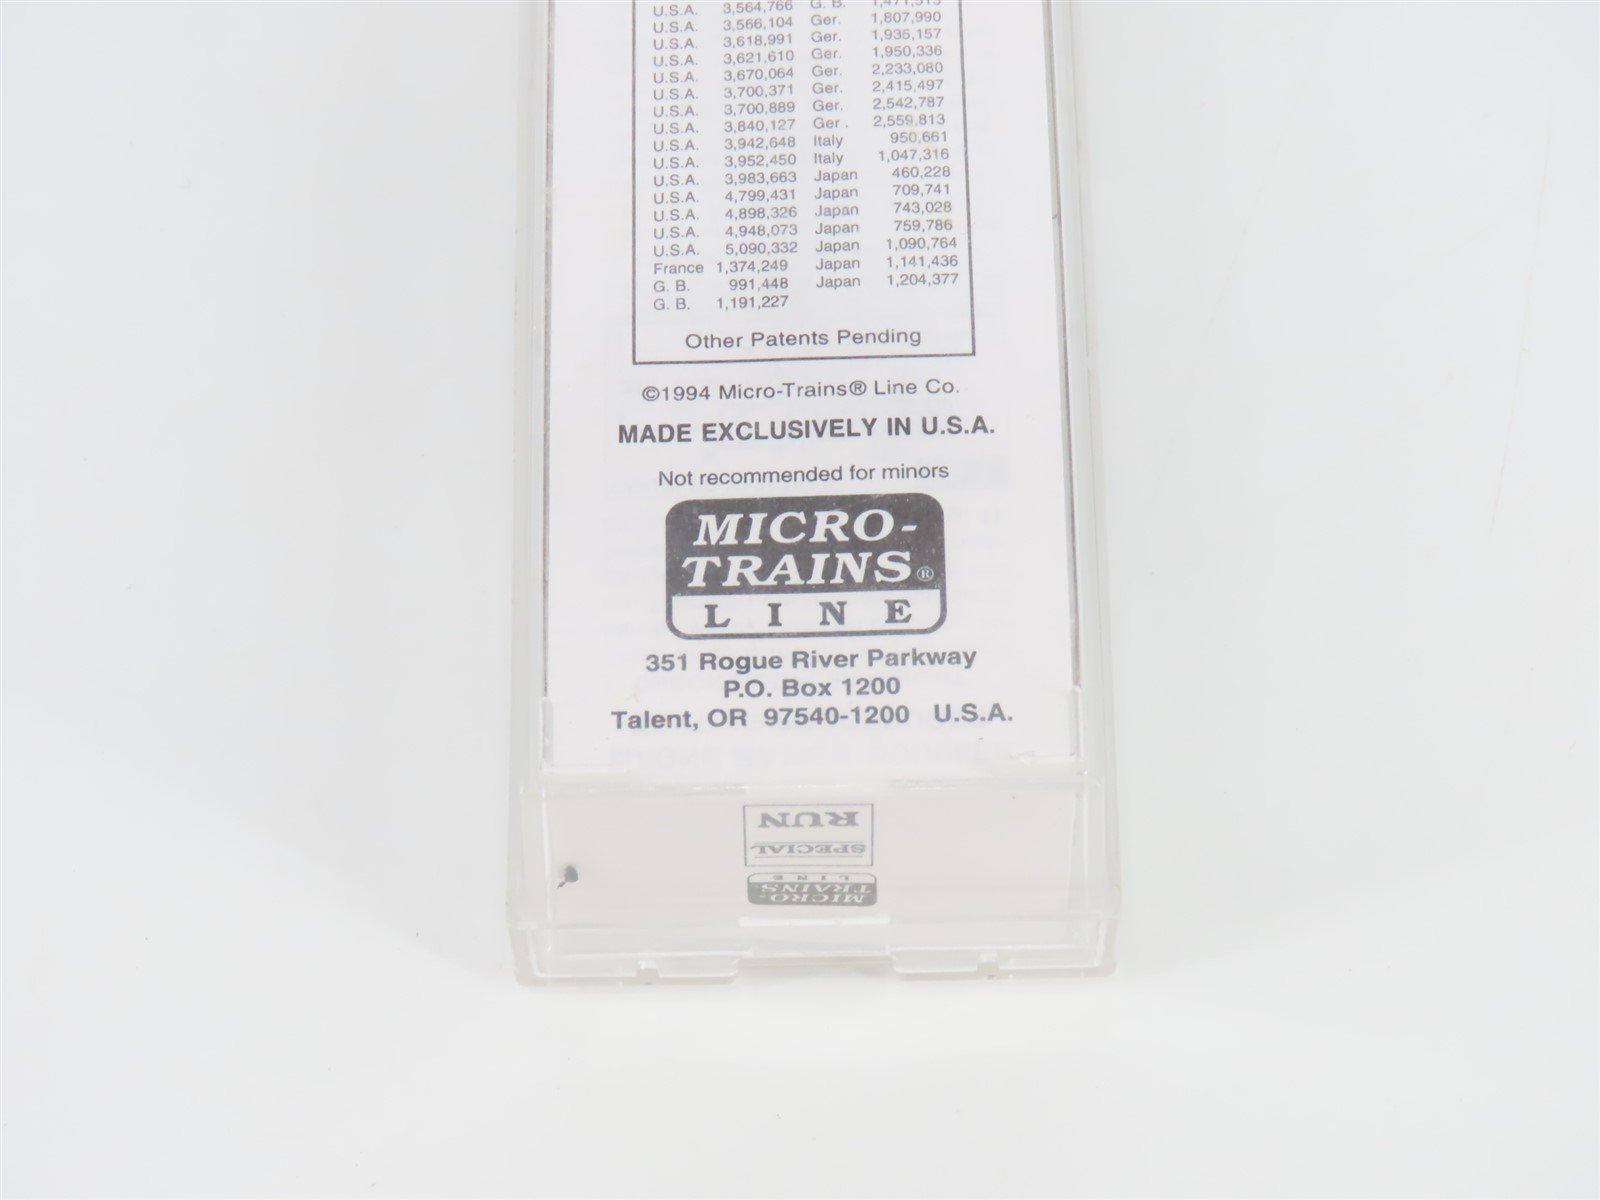 U.S.A. 3,564,766 G. B. 1,471,513
U.S.A. 3,566,104 Ger. 1,807,990
U.S.A. 3,618,991 Ger. 1,935,157
U.S.A. 3,621,610 Ger. 1,950,336
U.S.A. 3,670,064 Ger. 2,233,080
U.S.A. 3,700,371 Ger. 2,415,497
U.S.A. 3,700,889 Ger. 2,542,787
U.S.A. 3,840,127 Ger . 2,559,813
U.S.A. 3,942,648 Italy 950,661
U.S.A. 3,952,450 Italy 1,047,316
U.S.A. 3,983,663 Japan 460,228
U.S.A. 4,799,431 Japan 709,741
U.S.A. 4,898,326 Japan 743,028
U.S.A. 4,948,073 Japan 759,786
U.S.A. 5,090,332 Japan 1,090,764
France 1,374,249 Japan 1,141,436
G. B. 991,448 Japan 1,204,377
G. B. 1,191,227
Other Patents Pending
©1994 Micro-Trains® Line Co.
MADE EXCLUSIVELY IN U.S.A.
Not recommended for minors
MICRO-
TRAINS®
LINE
351 Rogue River Parkway
P.O. Box 1200
Talent, OR 97540-1200 U.S.A.
RUN
SPECIAL
LINE
TRAINS®
MICRO-